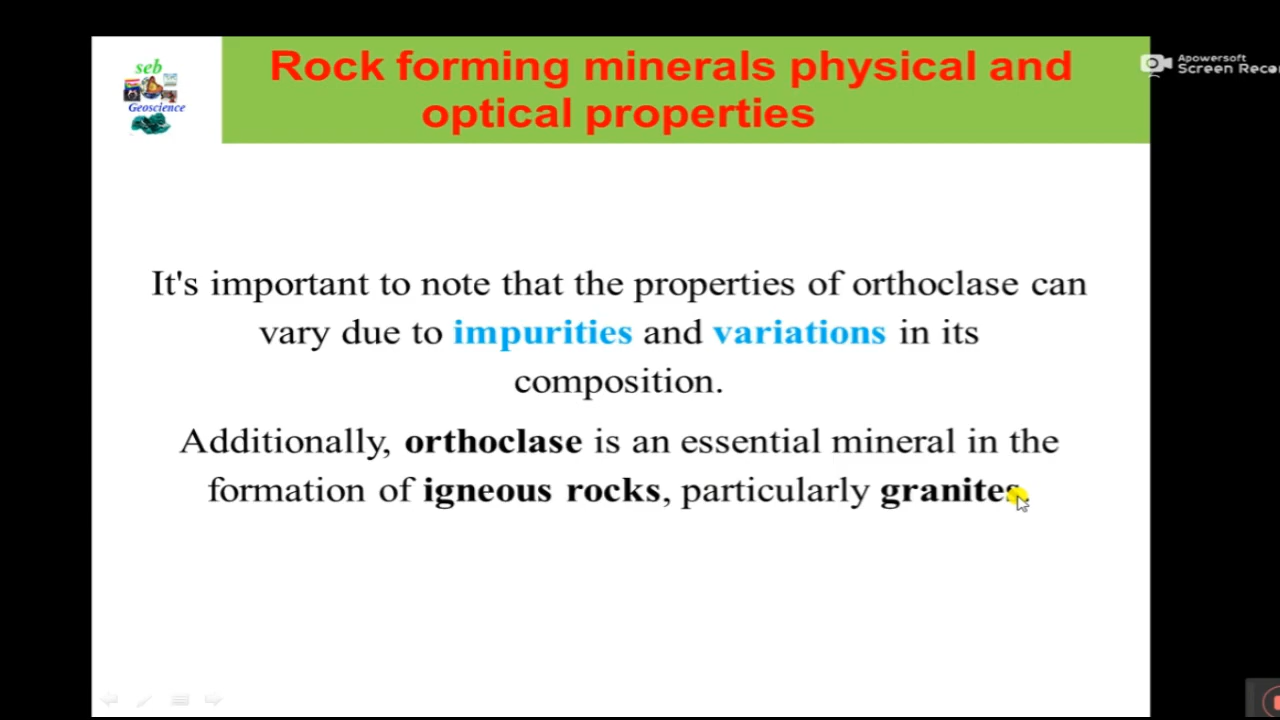 seb
Geoscience
Rock forming minerals physical and
optical properties
Apowersoft
Screen Recor
It's important to note that the properties of orthoclase can
vary due to impurities and variations in its
composition.
Additionally, orthoclase is an essential mineral in the
formation of igneous rocks, particularly granites.